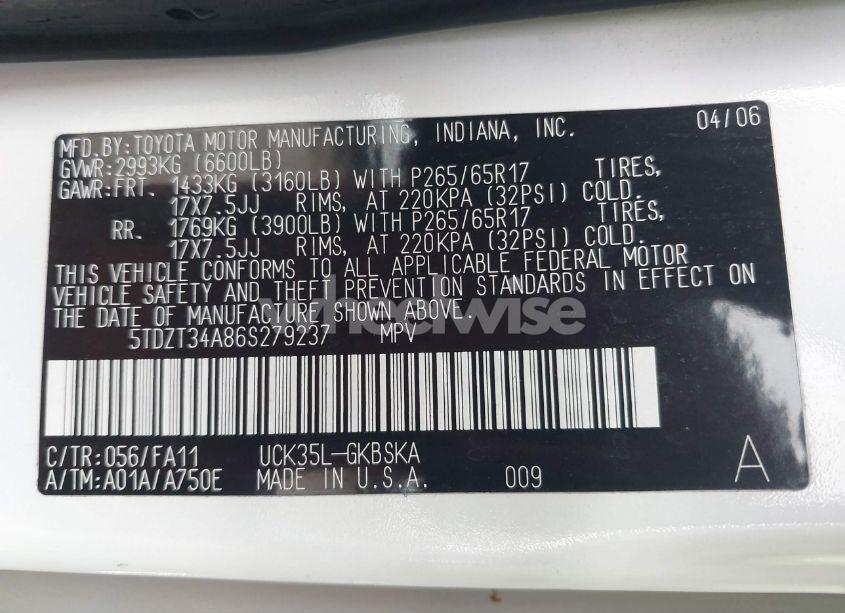 MFD.BY:TOYOTA MOTOR MANUFACTURING, INDIANA, INC. 04/06
GVWR:2993KG (6600LB)
GAWR:FRT. 1433KG (3160LB) WITH P265/65R17 TIRES,
17X7.5JJ RIMS, AT 220KPA (32PSI) COLD.
RR. 1769KG (3900LB) WITH P265/65R17 TIRES,
17X7.5JJ RIMS, AT 220KPA (32PSI) COLD.
THIS VEHICLE CONFORMS TO ALL APPLICABLE FEDERAL MOTOR
VEHICLE SAFETY AND THEFT PREVENTION STANDARDS IN EFFECT ON
THE DATE OF MANUFACTURE SHOWN ABOVE.
5TDZT34A86S279237 MPV
C/TR:056/FA11 UCK35L-GKBSKA
A/TM:A01A/A750E MADE IN U.S.A. 009 A
wheelwise